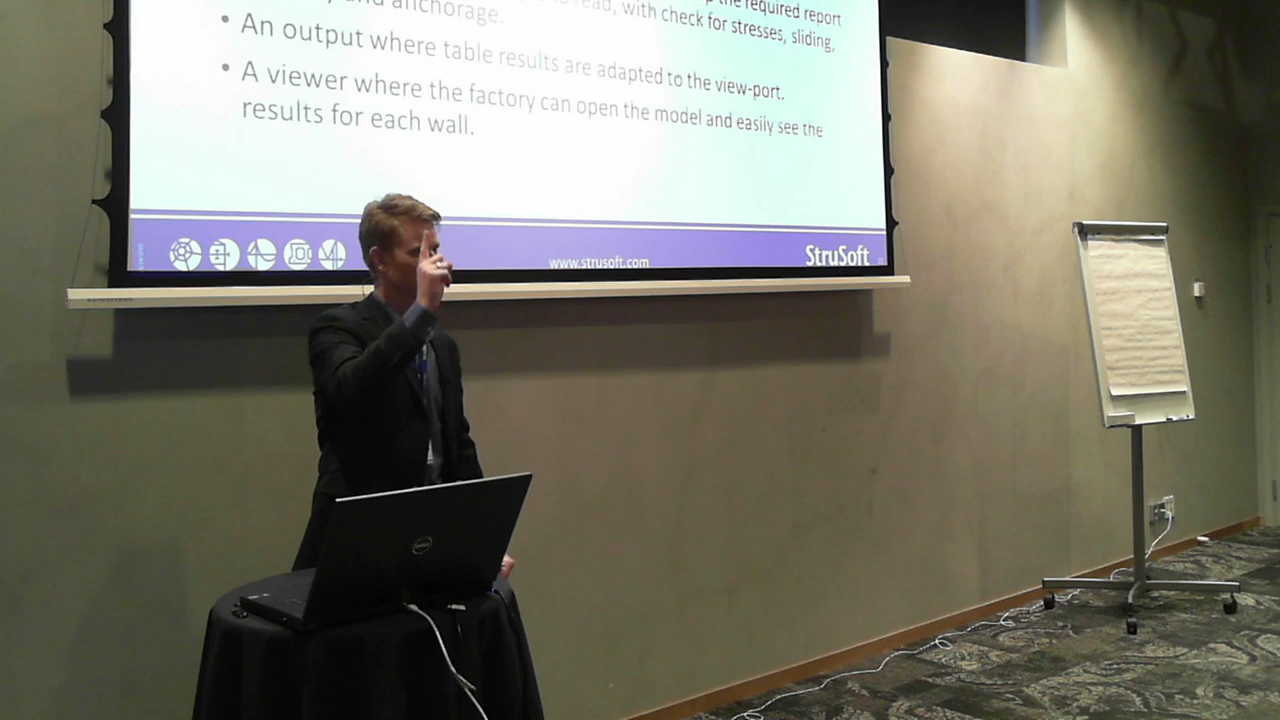 the required report
to read, with check for stresses, sliding,
and anchorage.
• An output where table results are adapted to the view-port.
• A viewer where the factory can open the model and easily see the
results for each wall.
www.strusoft.com
StruSoft
DELL